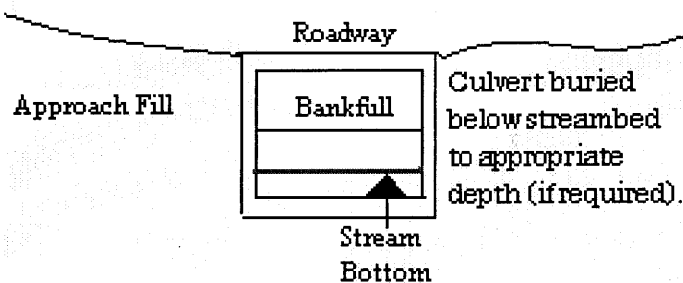 Roadway
Approach Fill
Bankfull
Culvert buried
below streambed
to appropriate
depth (if required).
Stream
Bottom